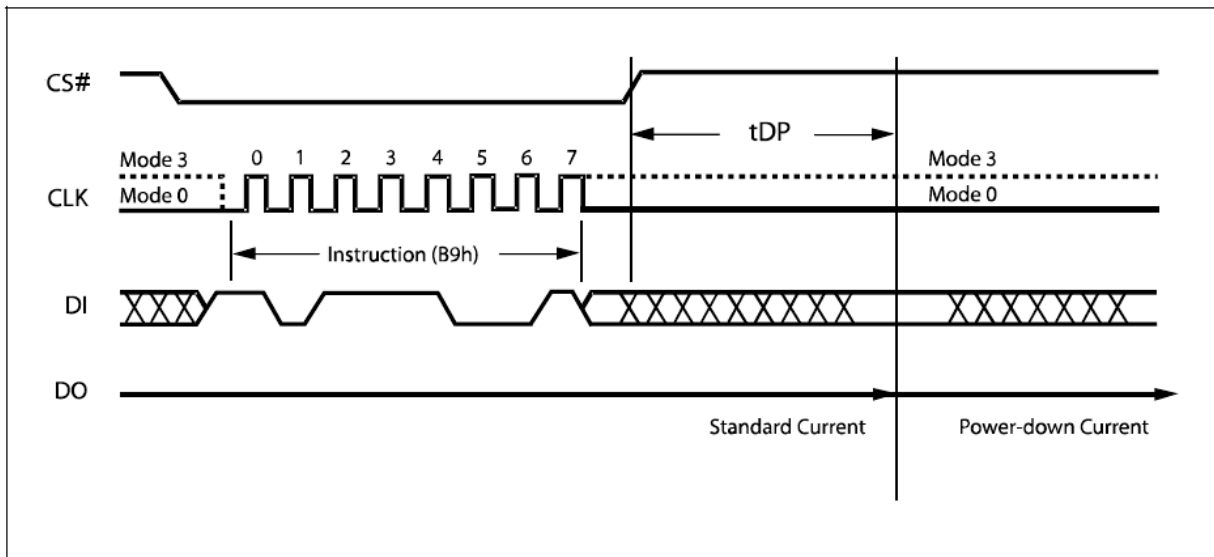 CS#
tDP
Mode 3 0 1 2 3 4 5 6 7 Mode 3
CLK Mode 0 Mode 0
Instruction (B9h)
DI
DO
Standard Current Power-down Current